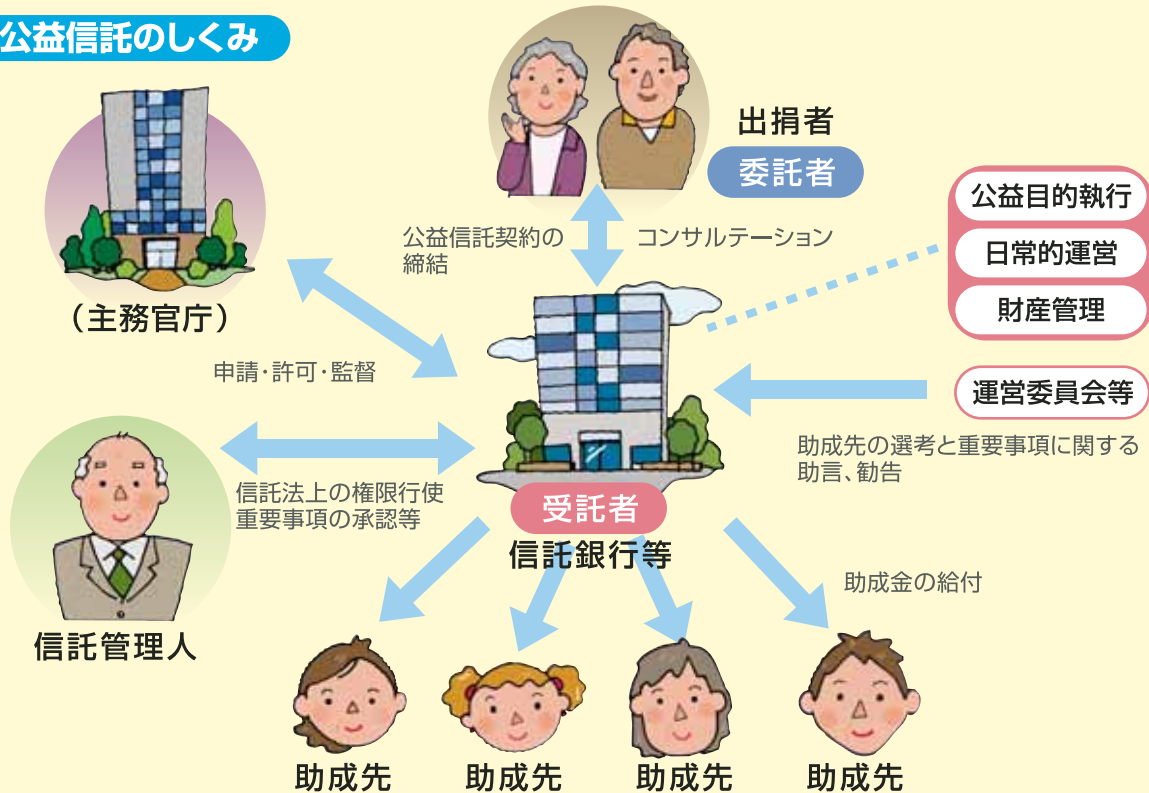 公益信託のしくみ
出捐者
委託者
公益信託契約の
締結
コンサルテーション
公益目的執行
日常的運営
財産管理
(主務官庁)
申請・許可・監督
運営委員会等
助成先の選考と重要事項に関する
助言、勧告
信託法上の権限行使
重要事項の承認等
受託者
信託銀行等
信託管理人
助成金の給付
助成先
助成先
助成先
助成先